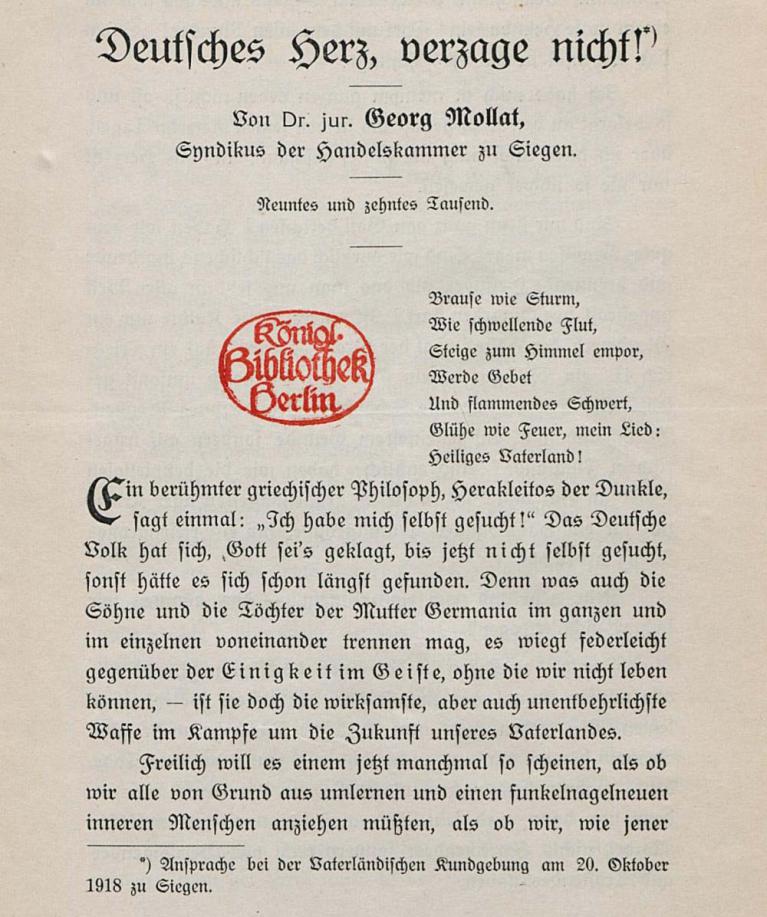 Deutsches Herz, verzage nicht!*)
Von Dr. jur. Georg Mollat,
Syndikus der Handelskammer zu Siegen.
Neuntes und zehntes Tausend.
Brause wie Sturm,
Wie schwellende Flut,
Steige zum Himmel empor,
Werde Gebet
Und flammendes Schwert,
Glühe wie Feuer, mein Lied:
Heiliges Vaterland!
Königl.
Bibliothek
Berlin
Ein berühmter griechischer Philosoph, Herakleitos der Dunkle,
sagt einmal: „Ich habe mich selbst gesucht!“ Das Deutsche
Volk hat sich, Gott sei's geklagt, bis jetzt nicht selbst gesucht,
sonst hätte es sich schon längst gefunden. Denn was auch die
Söhne und die Töchter der Mutter Germania im ganzen und
im einzelnen voneinander trennen mag, es wiegt federleicht
gegenüber der Einigkeit im Geiste, ohne die wir nicht leben
können, — ist sie doch die wirksamste, aber auch unentbehrlichste
Waffe im Kampfe um die Zukunft unseres Vaterlandes.
Freilich will es einem jetzt manchmal so scheinen, als ob
wir alle von Grund aus umlernen und einen funkelnagelneuen
inneren Menschen anziehen müßten, als ob wir, wie jener
*) Ansprache bei der Vaterländischen Kundgebung am 20. Oktober
1918 zu Siegen.